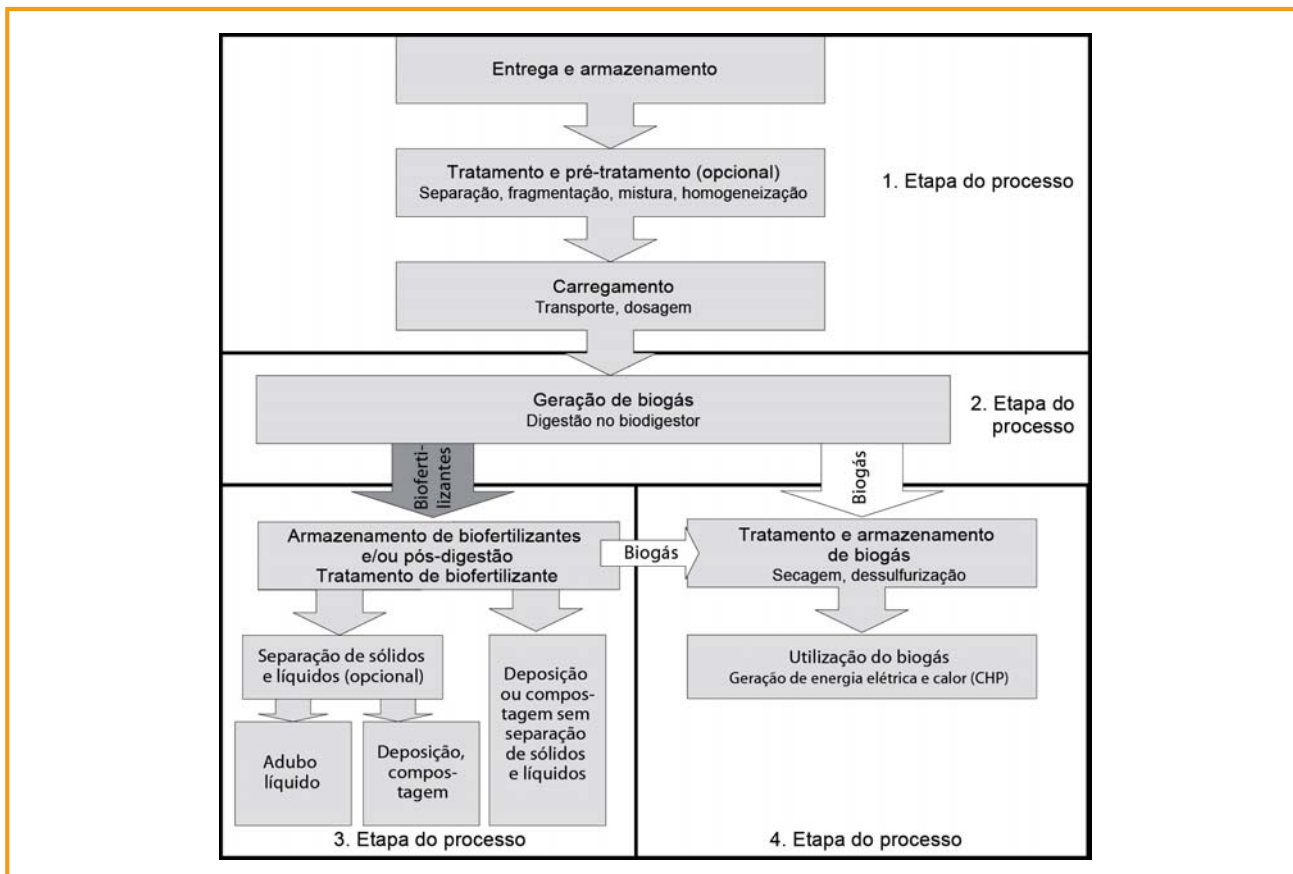 Entrega e armazenamento
Tratamento e pré-tratamento (opcional)
Separação, fragmentação, mistura, homogeneização
1. Etapa do processo
Carregamento
Transporte, dosagem
Geração de biogás
Digestão no biodigestor
2. Etapa do
processo
Bioferti-
lizantes
Biogás
Armazenamento de biofertilizantes
e/ou pós-digestão
Tratamento de biofertilizante
Biogás
Tratamento e armazenamento
de biogás
Secagem, dessulfurização
Separação de sólidos
e líquidos (opcional)
Deposição
ou compos-
tagem sem
separação
de sólidos
e líquidos
Utilização do biogás
Geração de energia elétrica e calor (CHP)
Adubo
líquido
Deposição,
compos-
tagem
3. Etapa do processo
4. Etapa do processo